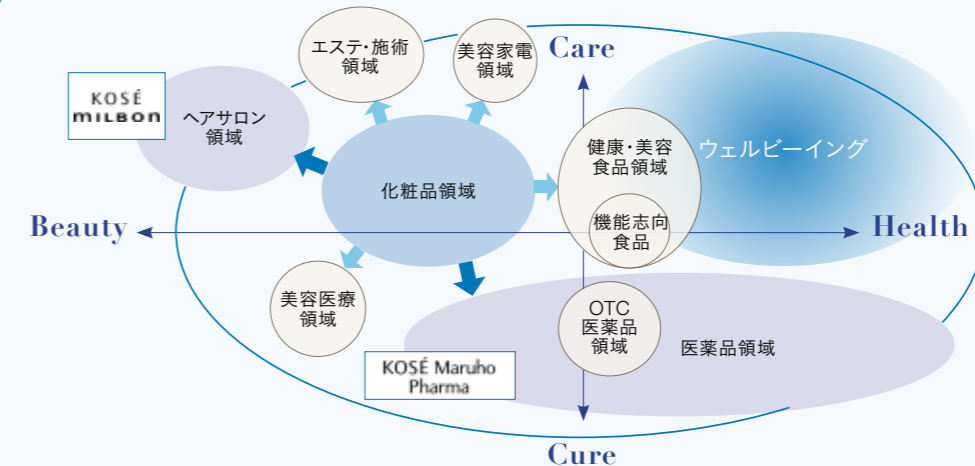 エステ・施術
領域
美容家電
領域
Care
KOSÉ
MILBON
ヘアサロン
領域
健康・美容
食品領域
ウェルビーイング
化粧品領域
機能志向
食品
Beauty
Health
美容医療
領域
OTC
医薬品
領域
医薬品領域
KOSÉ Maruho
Pharma
Cure